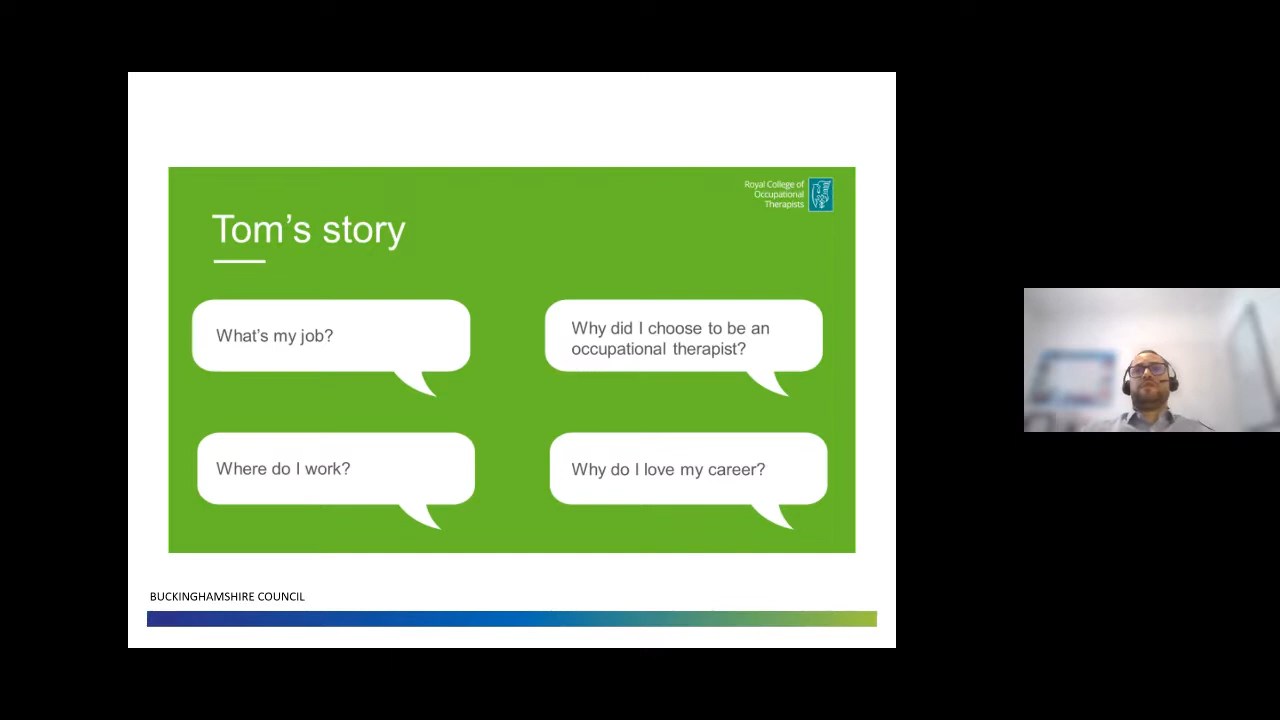 Royal College of
Occupational
Therapists
Tom's story
What's my job?
Why did I choose to be an
occupational therapist?
Where do I work?
Why do I love my career?
BUCKINGHAMSHIRE COUNCIL